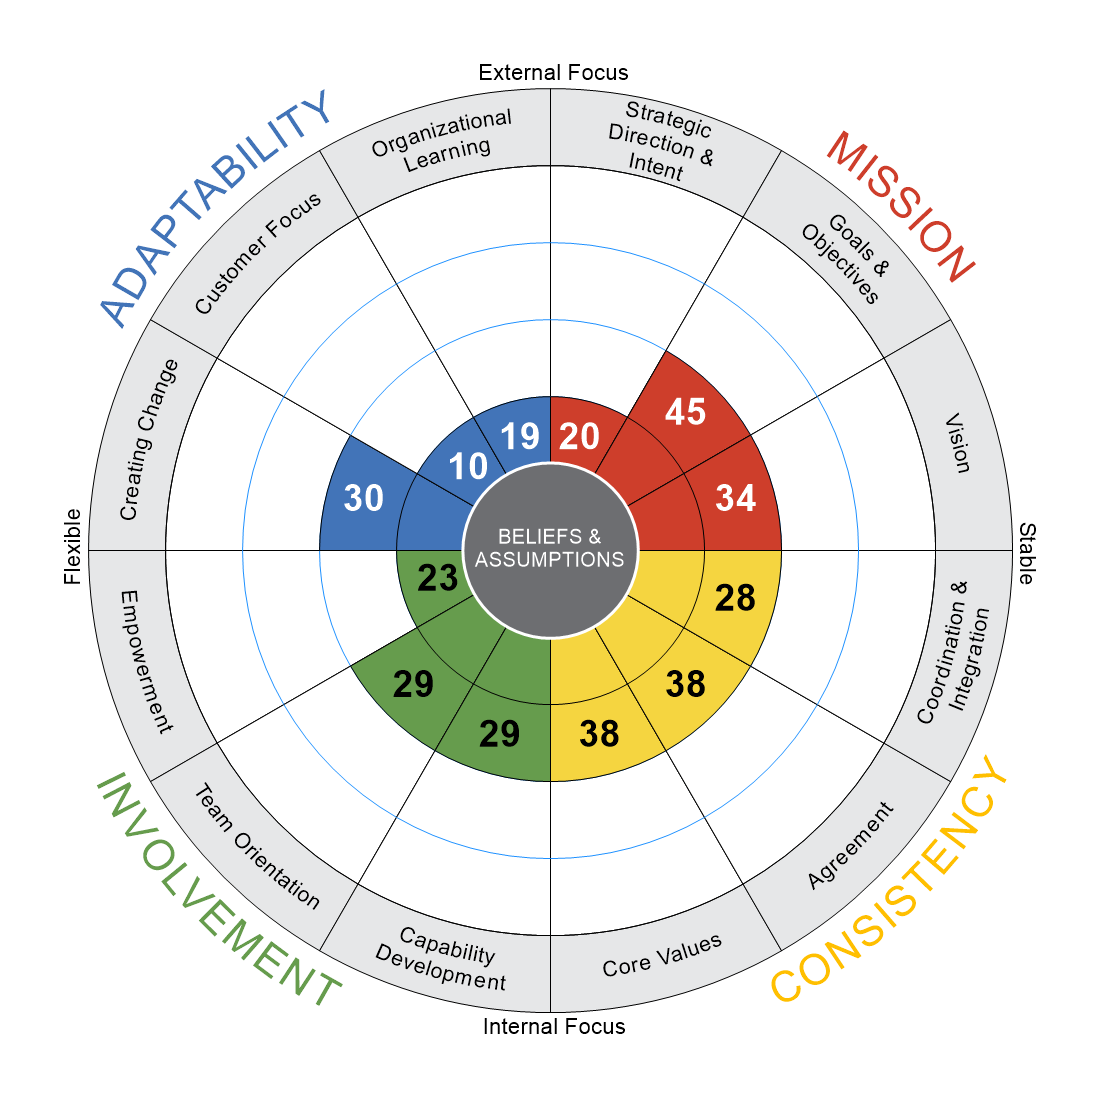 External Focus
ADAPTABILITY
MISSION
Organizational
Learning
Strategic
Direction &
Intent
Customer Focus
Goals &
Objectives
Creating Change
Vision
45
19
20
10
30
34
Flexible
BELIEFS &
ASSUMPTIONS
Stable
23
28
Empowerment
Coordination &
Integration
29
38
29
38
Team Orientation
Agreement
Capability
Development
Core Values
INVOLVEMENT
CONSISTENCY
Internal Focus